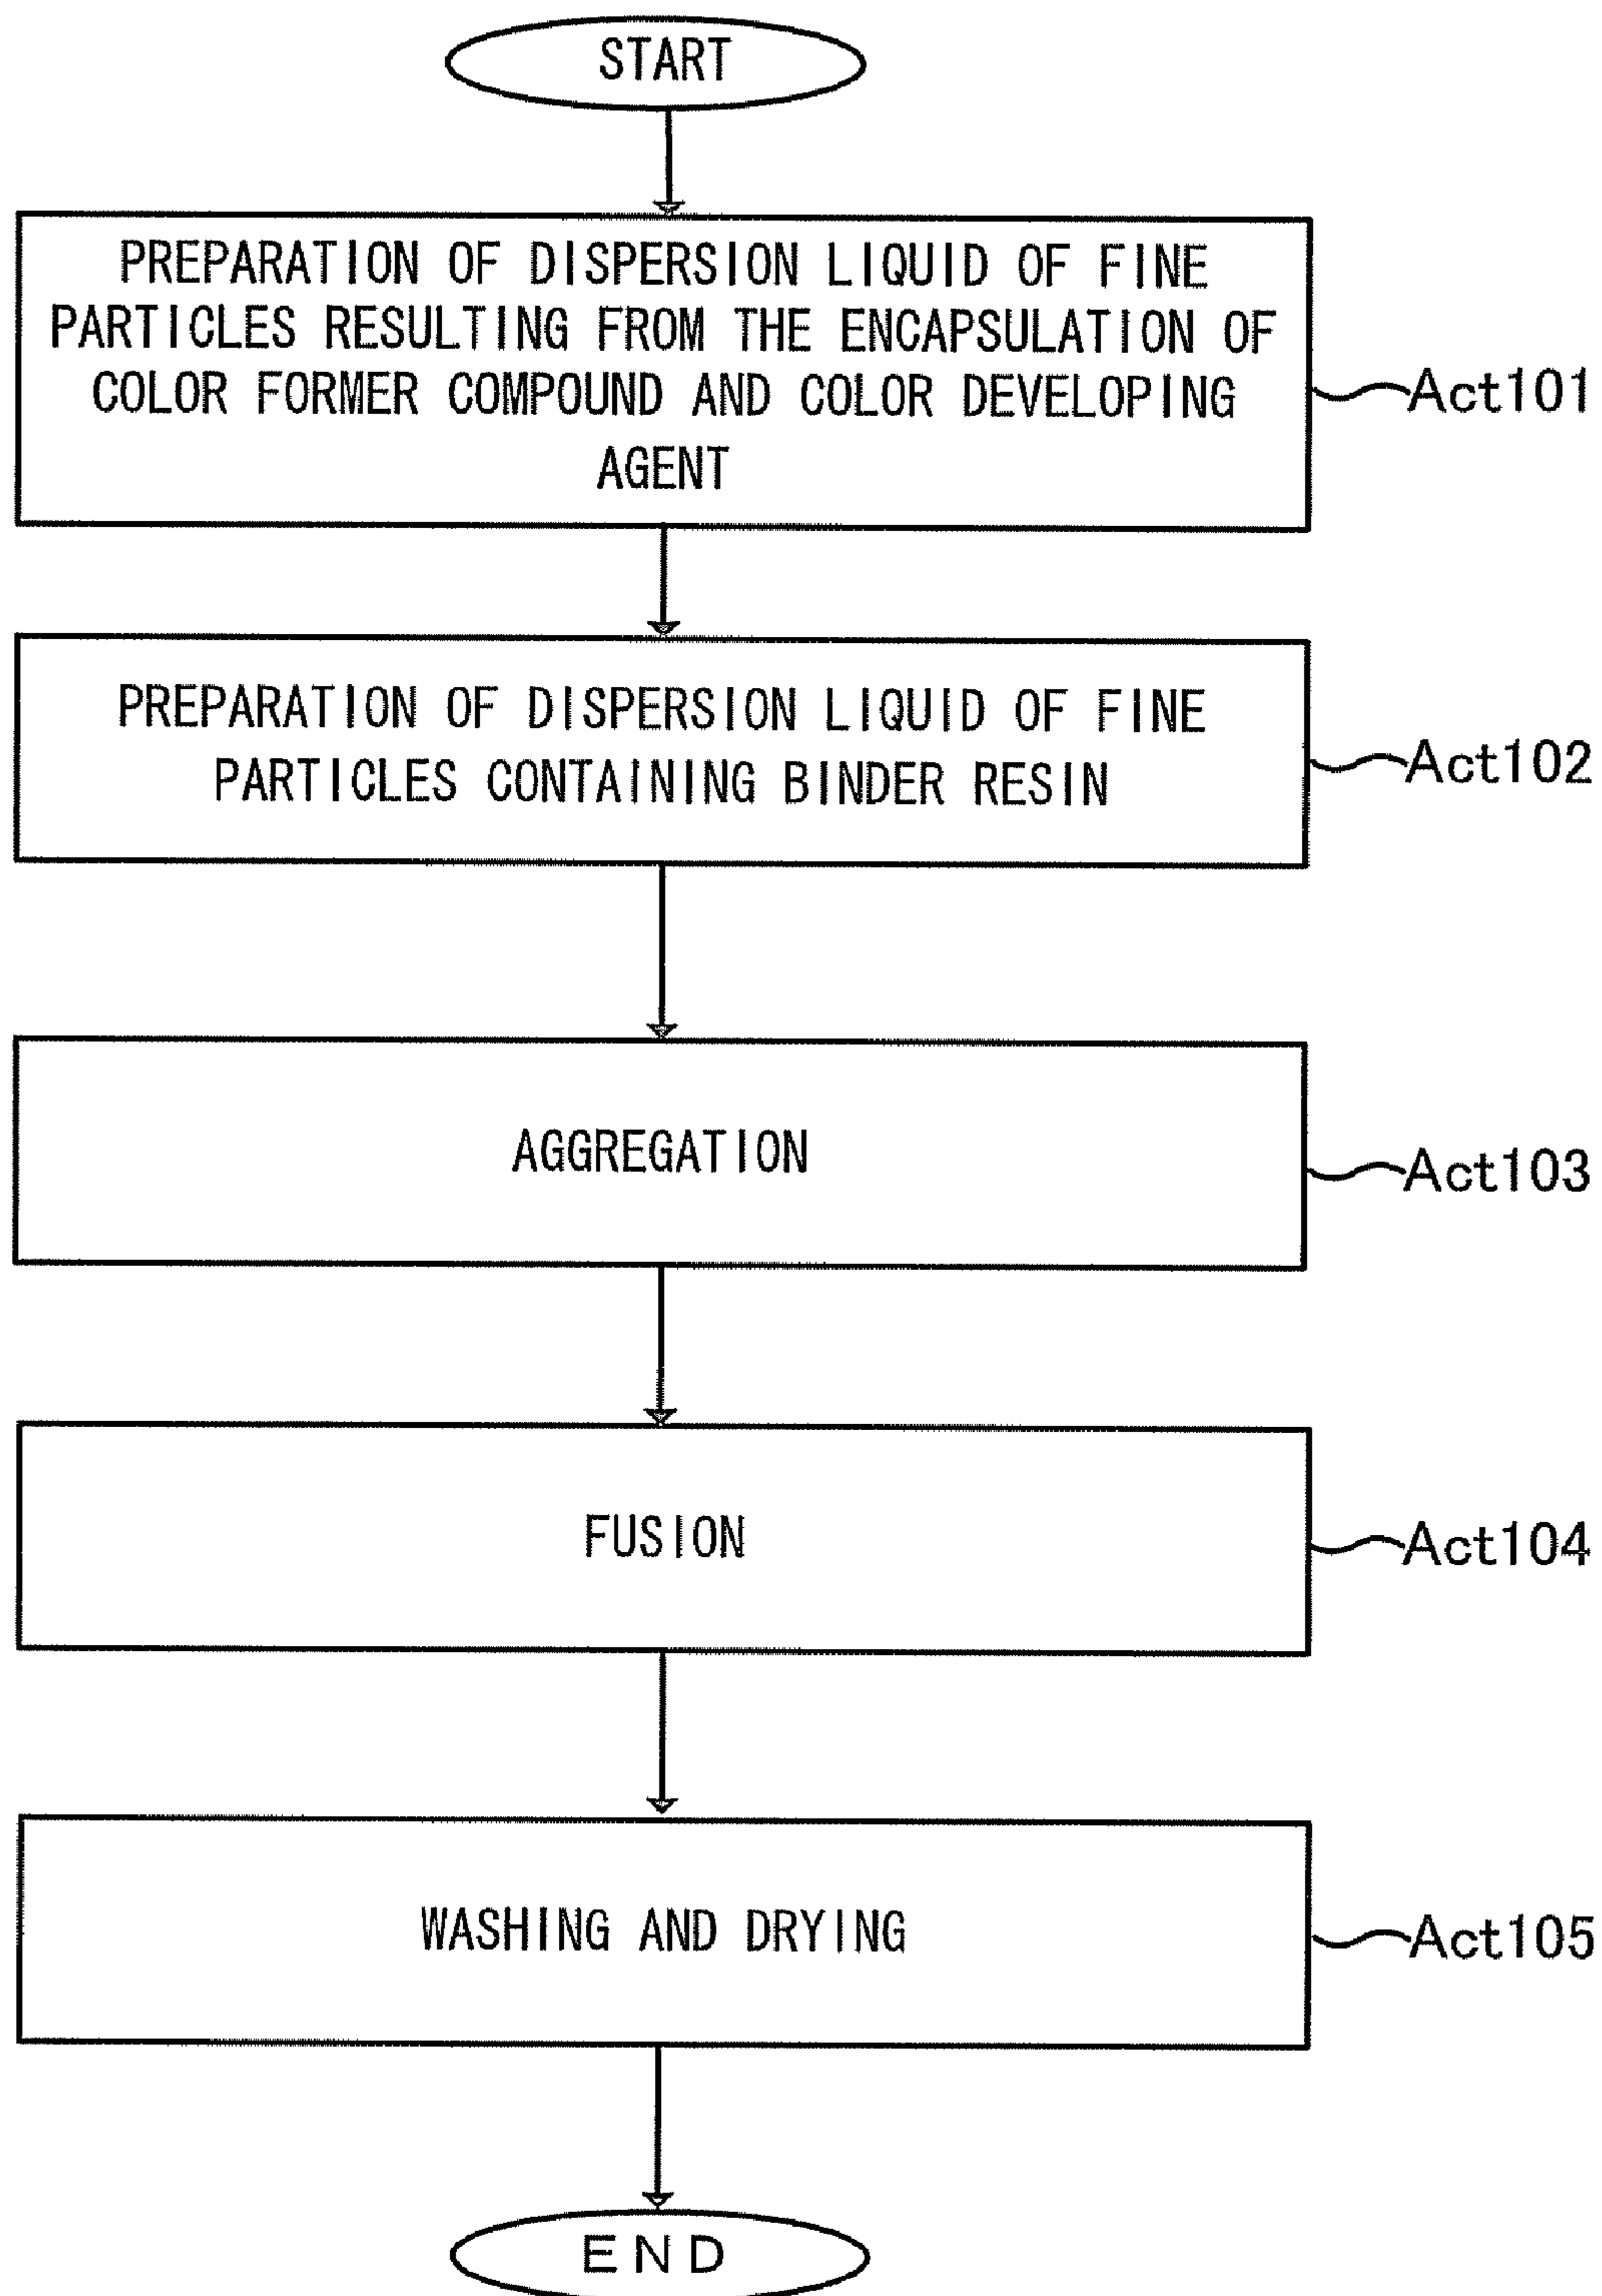 START
PREPARATION OF DISPERSION LIQUID OF FINE
PARTICLES RESULTING FROM THE ENCAPSULATION OF
COLOR FORMER COMPOUND AND COLOR DEVELOPING
AGENT
Act101
PREPARATION OF DISPERSION LIQUID OF FINE
PARTICLES CONTAINING BINDER RESIN
Act102
AGGREGATION
Act103
FUSION
Act104
WASHING AND DRYING
Act105
END